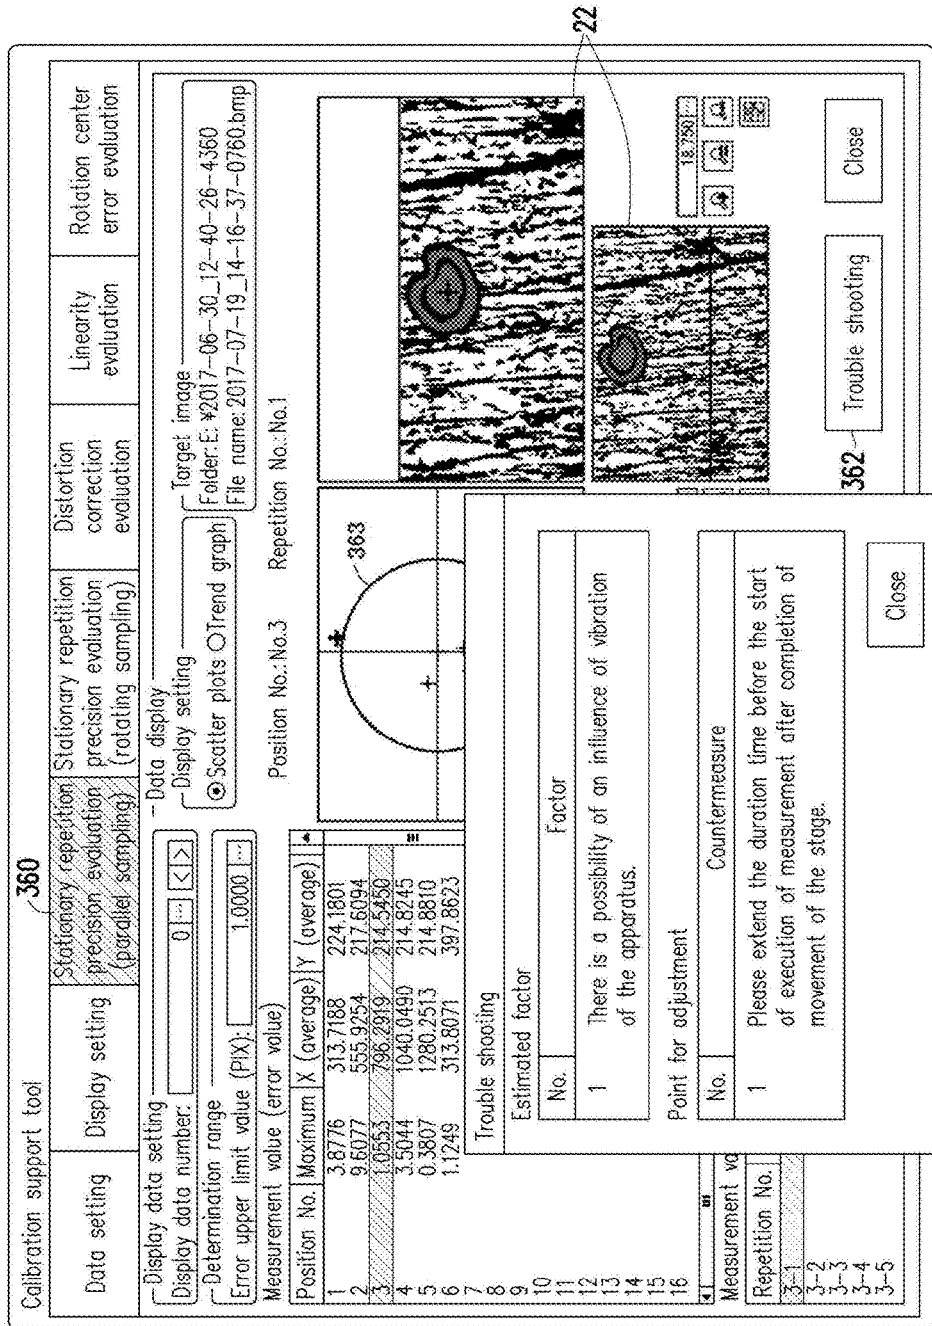 Calibration support tool
360
Data setting
Display setting
Stationary repetition
precision evaluation
(parallel sampling)
Stationary repetition
precision evaluation
(rotating sampling)
Distortion
correction
evaluation
Linearity
evaluation
Rotation center
error evaluation
Display data setting
Display data number: 0 ... < >
Determination range
Error upper limit value (PIX): 1.0000 ...
Data display
Display setting
Scatter plots Trend graph
Target image
Folder: E: ¥2017-06-30_12-40-26-4360
File name: 2017-07-19_14-16-37-0760.bmp
Measurement value (error value)
Position No. Maximum X (average) Y (average)
1 3.8776 313.7188 224.1801
2 9.6077 555.9254 217.6094
3 1.0553 796.2919 214.5450
4 3.5044 1040.0490 214.8245
5 0.3807 1280.2513 214.8810
6 1.1249 313.8071 397.8623
7
8
9
10
11
12
13
14
15
16
Position No.: No.3 Repetition No.: No.1
363
22
18.750
Measurement va
Repetition No.
3-1
3-2
3-3
3-4
3-5
Trouble shooting
Estimated factor
No. Factor
1 There is a possibility of an influence of vibration
of the apparatus.
Point for adjustment
No. Countermeasure
1 Please extend the duration time before the start
of execution of measurement after completion of
movement of the stage.
Close
362
Trouble shooting
Close